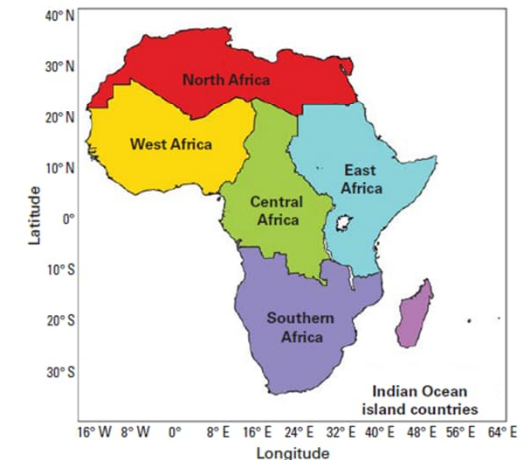 40° N
30° N
20° N
10° N
0°
10° S
20° S
30° S
Latitude
North Africa
West Africa
East
Africa
Central
Africa
Southern
Africa
Indian Ocean
island countries
16° W 8° W 0° 8° E 16° E 24° E 32° E 40° E 48° E 56° E 64° E
Longitude